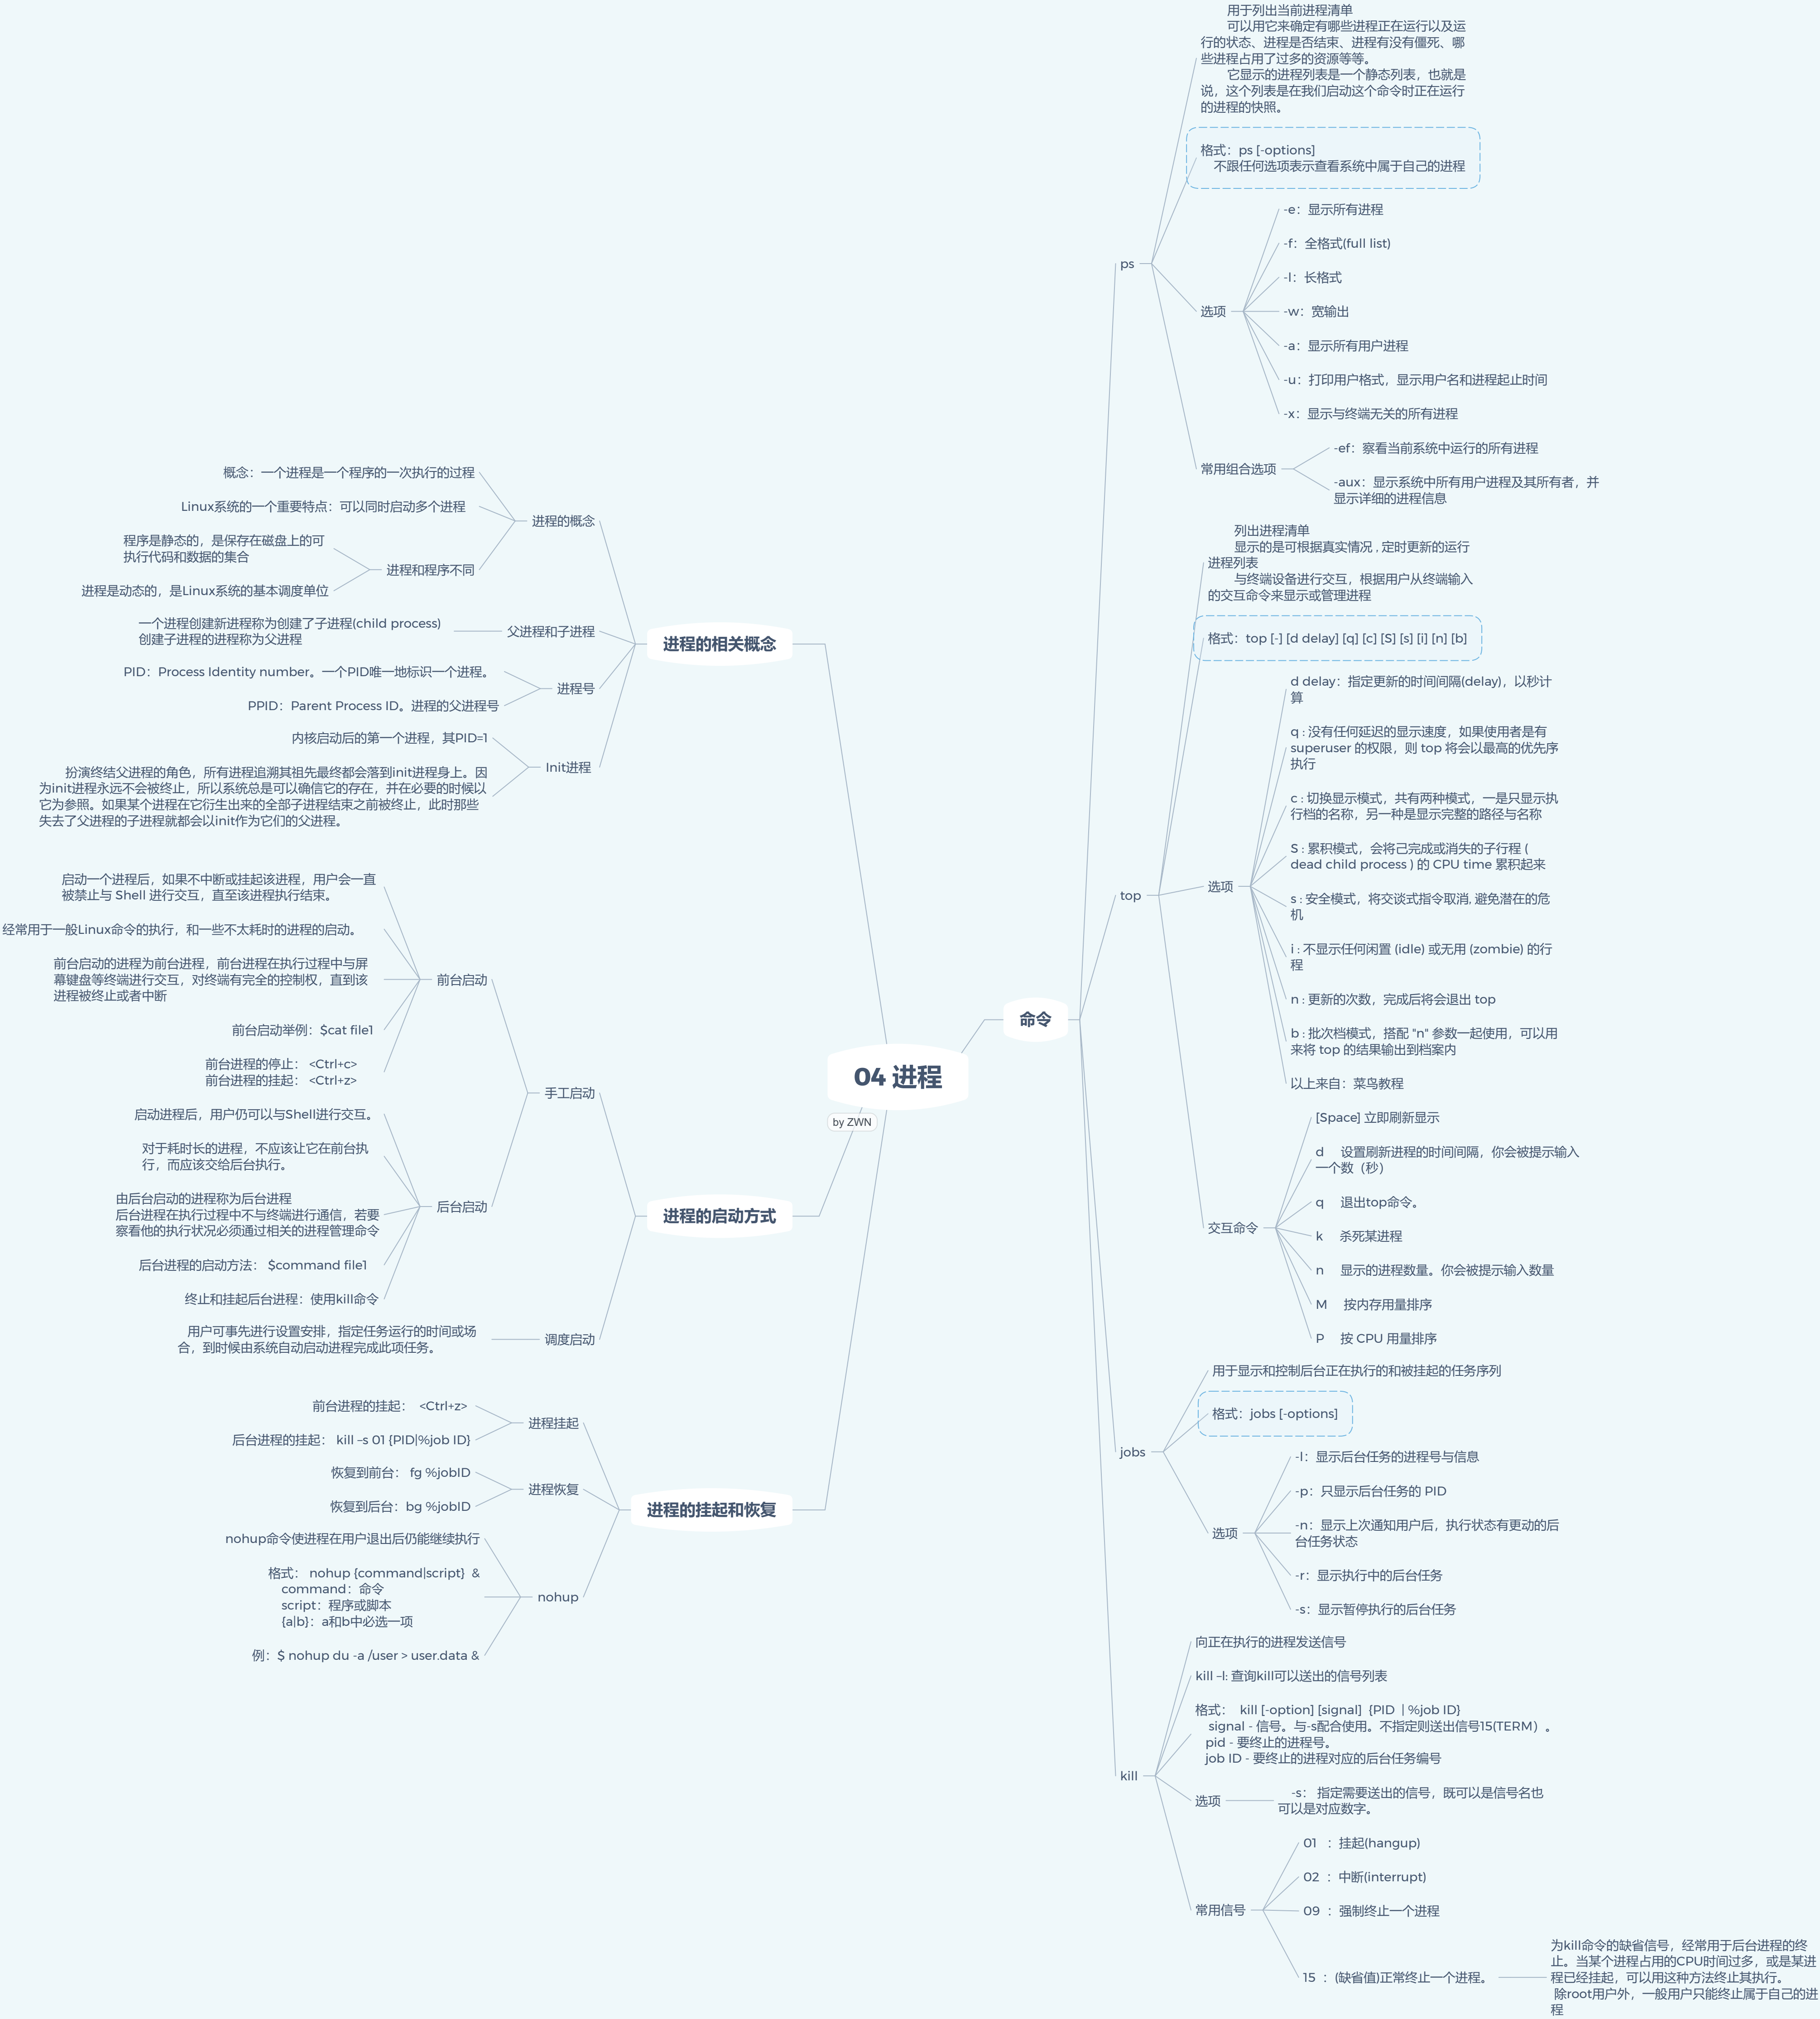 04 进程
by ZWN
进程的相关概念
进程的概念
概念：一个进程是一个程序的一次执行的过程
Linux系统的一个重要特点：可以同时启动多个进程
进程和程序不同
程序是静态的，是保存在磁盘上的可
执行代码和数据的集合
进程是动态的，是Linux系统的基本调度单位
父进程和子进程
一个进程创建新进程称为创建了子进程(child process)
创建子进程的进程称为父进程
进程号
PID：Process Identity number。一个PID唯一地标识一个进程。
PPID：Parent Process ID。进程的父进程号
Init进程
内核启动后的第一个进程，其PID=1
扮演终结父进程的角色，所有进程追溯其祖先最终都会落到init进程身上。因
为init进程永远不会被终止，所以系统总是可以确信它的存在，并在必要的时候以
它为参照。如果某个进程在它衍生出来的全部子进程结束之前被终止，此时那些
失去了父进程的子进程就都会以init作为它们的父进程。
进程的启动方式
手工启动
前台启动
启动一个进程后，如果不中断或挂起该进程，用户会一直
被禁止与 Shell 进行交互，直至该进程执行结束。
经常用于一般Linux命令的执行，和一些不太耗时的进程的启动。
前台启动的进程为前台进程，前台进程在执行过程中与屏
幕键盘等终端进行交互，对终端有完全的控制权，直到该
进程被终止或者中断
前台启动举例：$cat file1
前台进程的停止： <Ctrl+c>
前台进程的挂起： <Ctrl+z>
后台启动
启动进程后，用户仍可以与Shell进行交互。
对于耗时长的进程，不应该让它在前台执
行，而应该交给后台执行。
由后台启动的进程称为后台进程
后台进程在执行过程中不与终端进行通信，若要
察看他的执行状况必须通过相关的进程管理命令
后台进程的启动方法： $command file1
终止和挂起后台进程：使用kill命令
调度启动
用户可事先进行设置安排，指定任务运行的时间或场
合，到时候由系统自动启动进程完成此项任务。
进程的挂起和恢复
进程挂起
前台进程的挂起： <Ctrl+z>
后台进程的挂起： kill –s 01 {PID|%job ID}
进程恢复
恢复到前台： fg %jobID
恢复到后台：bg %jobID
nohup
nohup命令使进程在用户退出后仍能继续执行
格式： nohup {command|script} &
command：命令
script：程序或脚本
{a|b}：a和b中必选一项
例：$ nohup du -a /user > user.data &
命令
ps
用于列出当前进程清单
可以用它来确定有哪些进程正在运行以及运
行的状态、进程是否结束、进程有没有僵死、哪
些进程占用了过多的资源等等。
它显示的进程列表是一个静态列表，也就是
说，这个列表是在我们启动这个命令时正在运行
的进程的快照。
格式：ps [-options]
不跟任何选项表示查看系统中属于自己的进程
选项
-e：显示所有进程
-f：全格式(full list)
-l：长格式
-w：宽输出
-a：显示所有用户进程
-u：打印用户格式，显示用户名和进程起止时间
-x：显示与终端无关的所有进程
常用组合选项
-ef：察看当前系统中运行的所有进程
-aux：显示系统中所有用户进程及其所有者，并
显示详细的进程信息
top
列出进程清单
显示的是可根据真实情况 , 定时更新的运行
进程列表
与终端设备进行交互，根据用户从终端输入
的交互命令来显示或管理进程
格式：top [-] [d delay] [q] [c] [S] [s] [i] [n] [b]
选项
d delay：指定更新的时间间隔(delay)，以秒计
算
q : 没有任何延迟的显示速度，如果使用者是有
superuser 的权限，则 top 将会以最高的优先序
执行
c : 切换显示模式，共有两种模式，一是只显示执
行档的名称，另一种是显示完整的路径与名称
S : 累积模式，会将己完成或消失的子行程 (
dead child process ) 的 CPU time 累积起来
s : 安全模式，将交谈式指令取消, 避免潜在的危
机
i : 不显示任何闲置 (idle) 或无用 (zombie) 的行
程
n : 更新的次数，完成后将会退出 top
b : 批次档模式，搭配 "n" 参数一起使用，可以用
来将 top 的结果输出到档案内
以上来自：菜鸟教程
交互命令
[Space] 立即刷新显示
d 设置刷新进程的时间间隔，你会被提示输入
一个数（秒）
q 退出top命令。
k 杀死某进程
n 显示的进程数量。你会被提示输入数量
M 按内存用量排序
P 按 CPU 用量排序
jobs
用于显示和控制后台正在执行的和被挂起的任务序列
格式：jobs [-options]
选项
-l：显示后台任务的进程号与信息
-p：只显示后台任务的 PID
-n：显示上次通知用户后，执行状态有更动的后
台任务状态
-r：显示执行中的后台任务
-s：显示暂停执行的后台任务
kill
向正在执行的进程发送信号
kill –l: 查询kill可以送出的信号列表
格式： kill [-option] [signal] {PID | %job ID}
signal - 信号。与-s配合使用。不指定则送出信号15(TERM）。
pid - 要终止的进程号。
job ID - 要终止的进程对应的后台任务编号
选项
-s： 指定需要送出的信号，既可以是信号名也
可以是对应数字。
常用信号
01 ：挂起(hangup)
02 ：中断(interrupt)
09 ：强制终止一个进程
15 ：(缺省值)正常终止一个进程。
为kill命令的缺省信号，经常用于后台进程的终
止。当某个进程占用的CPU时间过多，或是某进
程已经挂起，可以用这种方法终止其执行。
除root用户外，一般用户只能终止属于自己的进
程